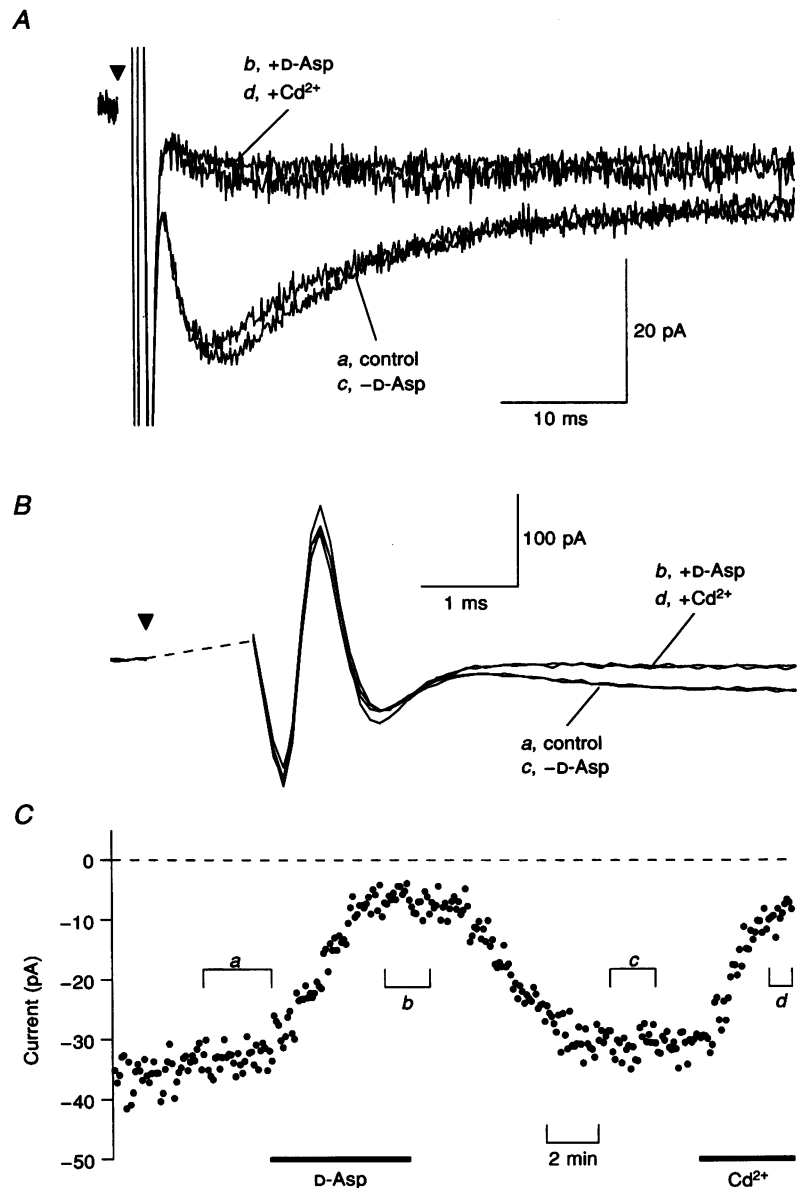 A
b, +D-Asp
d, +Cd²⁺
20 pA
a, control
c, −D-Asp
10 ms
B
100 pA
b, +D-Asp
1 ms
d, +Cd²⁺
a, control
c, −D-Asp
C
0
−10
a
c
−20
b
d
Current (pA)
−30
−40
−50
2 min
D-Asp
Cd²⁺